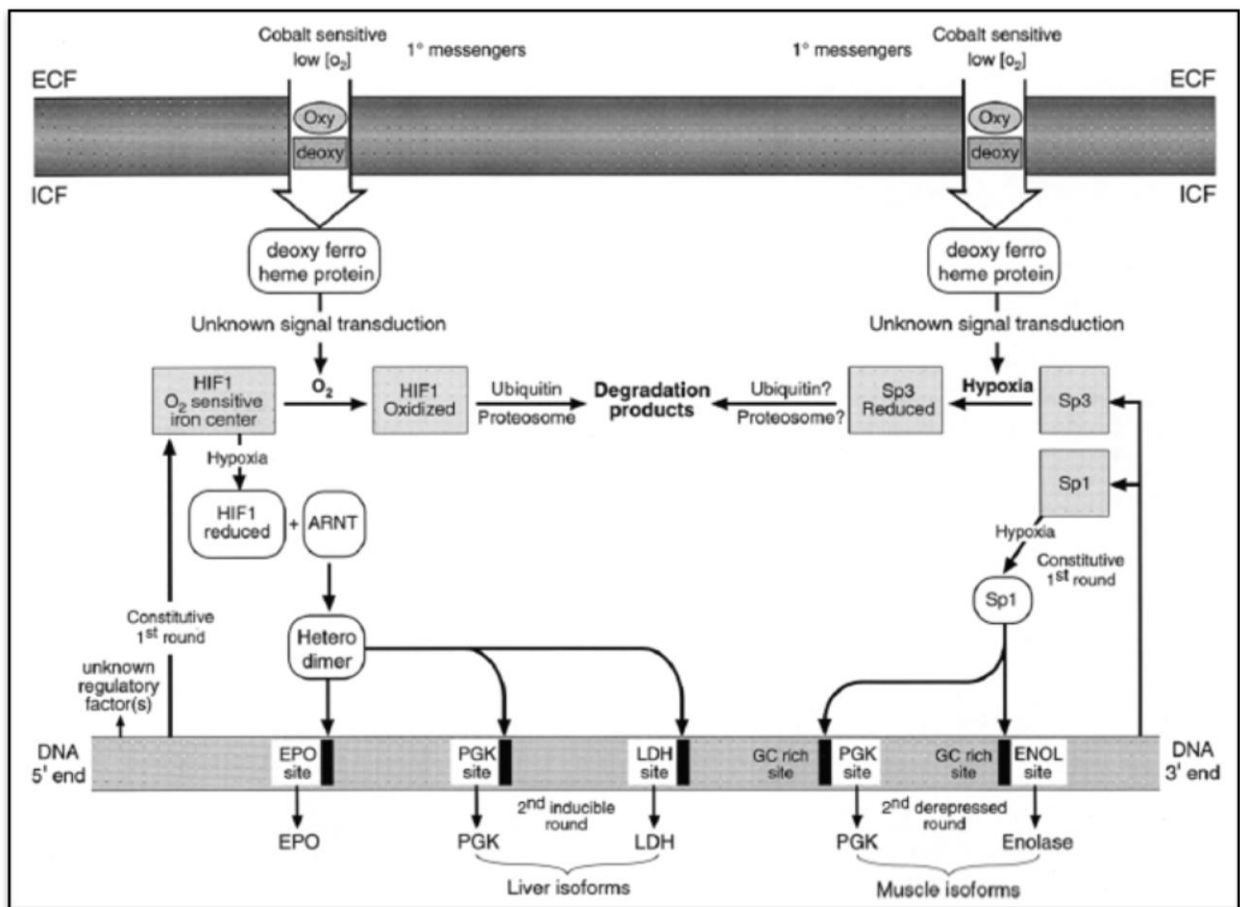 Cobalt sensitive
low [o₂]
1° messengers
1° messengers
Cobalt sensitive
low [o₂]
ECF
ECF
Oxy
deoxy
Oxy
deoxy
ICF
ICF
deoxy ferro
heme protein
deoxy ferro
heme protein
Unknown signal transduction
Unknown signal transduction
HIF1
O₂ sensitive
iron center
O₂
HIF1
Oxidized
Ubiquitin
Proteosome
Degradation
products
Ubiquitin?
Proteosome?
Sp3
Reduced
Hypoxia
Sp3
Hypoxia
Sp1
HIF1
reduced
+
ARNT
Hypoxia
Constitutive
1st round
Sp1
Constitutive
1st round
Hetero
dimer
unknown
regulatory
factor(s)
DNA
5' end
EPO
site
PGK
site
LDH
site
GC rich
site
PGK
site
GC rich
site
ENOL
site
DNA
3' end
2nd inducible
round
2nd derepressed
round
EPO
PGK
LDH
PGK
Enolase
Liver isoforms
Muscle isoforms